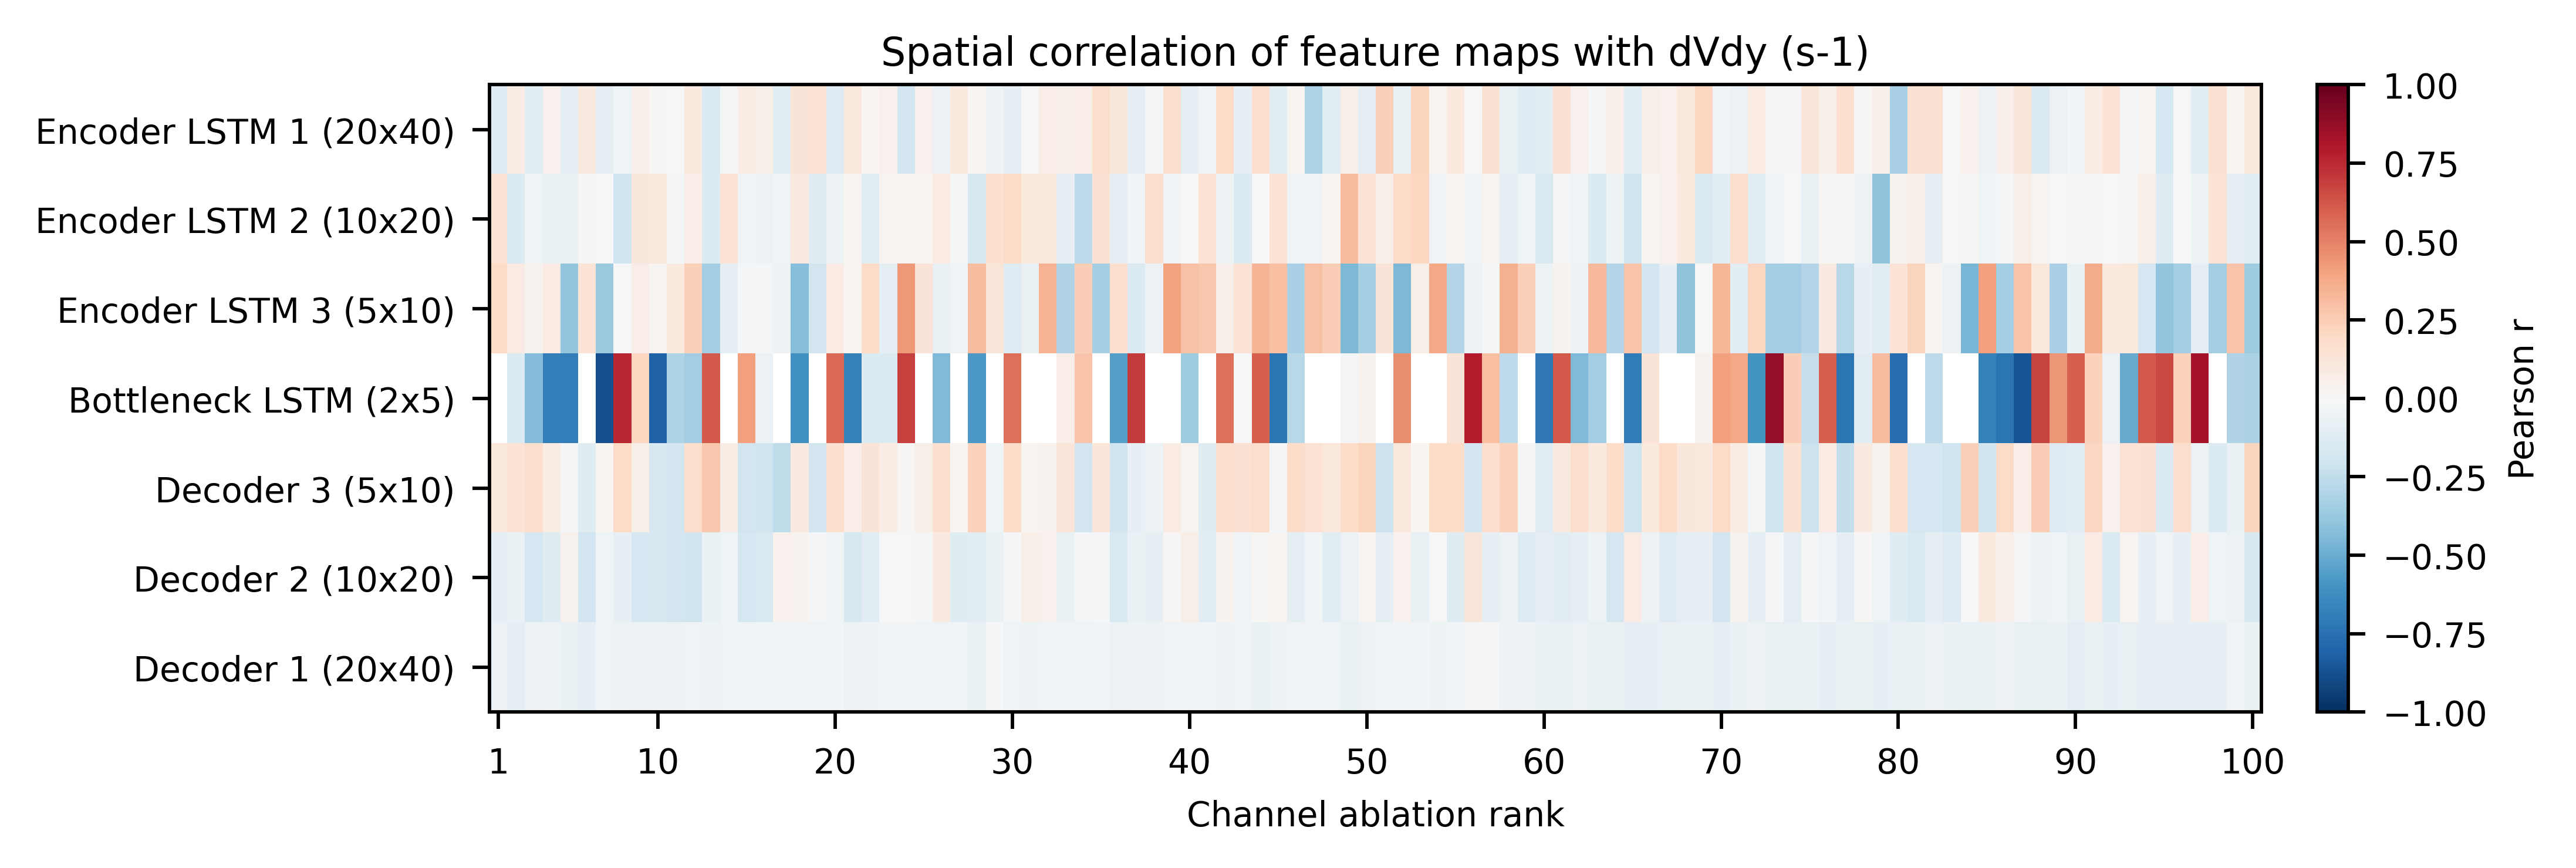 Spatial correlation of feature maps with dVdy (s-1)
Encoder LSTM 1 (20x40)
Encoder LSTM 2 (10x20)
Encoder LSTM 3 (5x10)
Bottleneck LSTM (2x5)
Decoder 3 (5x10)
Decoder 2 (10x20)
Decoder 1 (20x40)
1 10 20 30 40 50 60 70 80 90 100
Channel ablation rank
1.00
0.75
0.50
0.25
0.00
−0.25
−0.50
−0.75
−1.00
Pearson r